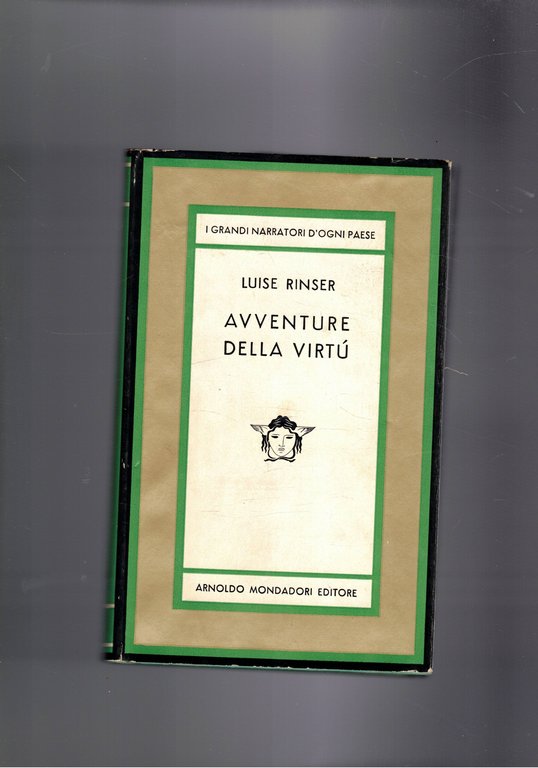 I GRANDI NARRATORI D'OGNI PAESE
LUISE RINSER
AVVENTURE
DELLA VIRTÚ
ARNOLDO MONDADORI EDITORE